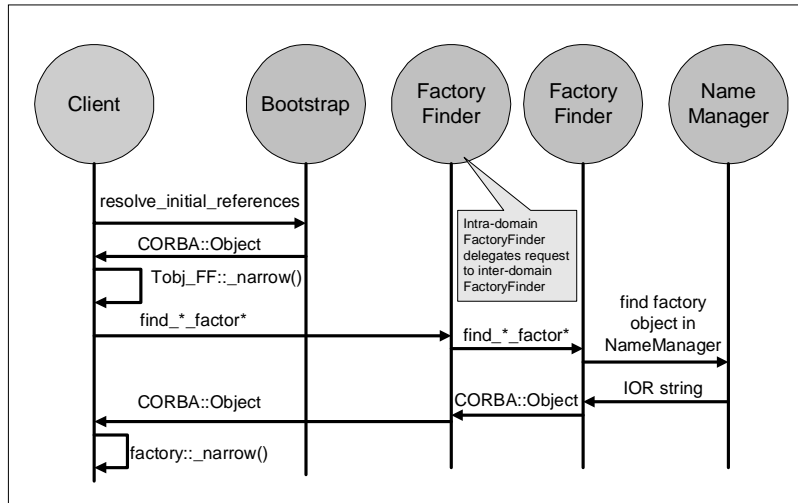 Client
Bootstrap
Factory
Finder
Factory
Finder
Name
Manager
resolve_initial_references
CORBA::Object
Tobj_FF::_narrow()
Intra-domain
FactoryFinder
delegates request
to inter-domain
FactoryFinder
find_*_factor*
find_*_factor*
find factory
object in
NameManager
IOR string
CORBA::Object
CORBA::Object
factory::_narrow()